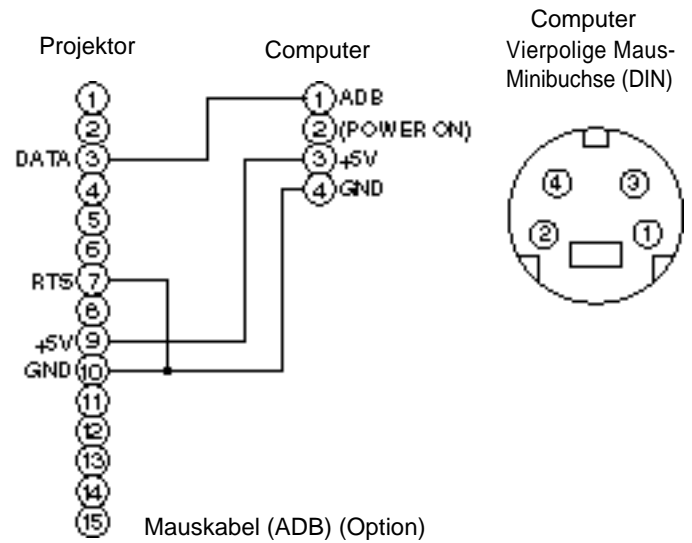 Projektor
Computer
Computer
Vierpolige Maus-
Minibuchse (DIN)
1
2
DATA 3
4
5
6
RTS 7
8
+5V 9
GND 10
11
12
13
14
15
1 ADB
2 (POWER ON)
3 +5V
4 GND
4 3
2 1
Mauskabel (ADB) (Option)